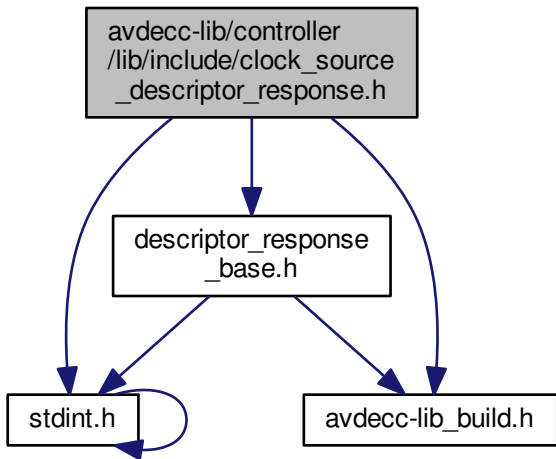 avdecc-lib/controller
/lib/include/clock_source
_descriptor_response.h
descriptor_response
_base.h
stdint.h
avdecc-lib_build.h